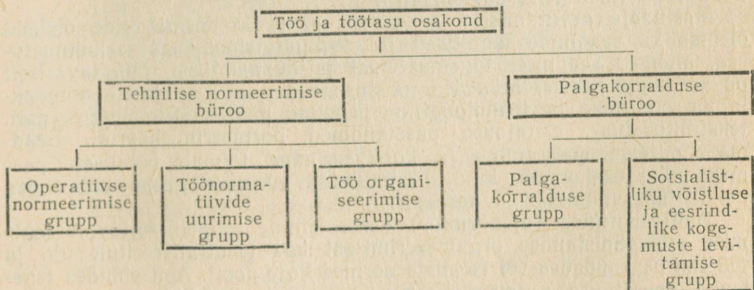 Töö ja töötasu osakond
Tehnilise normeerimise
büroo
Palgakorralduse
büroo
Operatiivse
normeerimise
grupp
Töönorma-
tiivide
uurimise
grupp
Töö organi-
seerimise
grupp
Palga-
korralduse
grupp
Sotsialist-
liku võistluse
ja eesrind-
like koge-
muste levi-
tamise
grupp